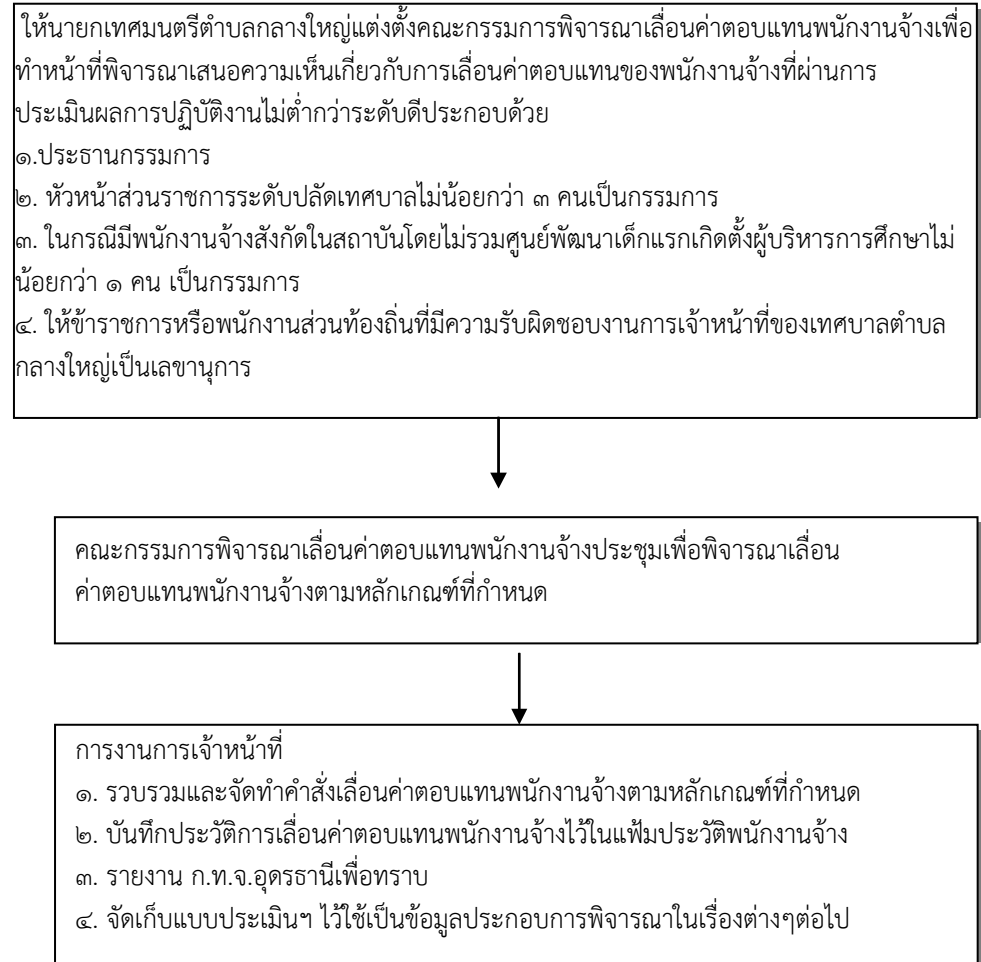 ให้นายกเทศมนตรีตำบลกลางใหญ่แต่งตั้งคณะกรรมการพิจารณาเลื่อนค่าตอบแทนพนักงานจ้างเพื่อ
ทำหน้าที่พิจารณาเสนอความเห็นเกี่ยวกับการเลื่อนค่าตอบแทนของพนักงานจ้างที่ผ่านการ
ประเมินผลการปฏิบัติงานไม่ต่ำกว่าระดับดีประกอบด้วย
๑.ประธานกรรมการ
๒. หัวหน้าส่วนราชการระดับปลัดเทศบาลไม่น้อยกว่า ๓ คนเป็นกรรมการ
๓. ในกรณีมีพนักงานจ้างสังกัดในสถาบันโดยไม่รวมศูนย์พัฒนาเด็กแรกเกิดตั้งผู้บริหารการศึกษาไม่
น้อยกว่า ๑ คน เป็นกรรมการ
๔. ให้ข้าราชการหรือพนักงานส่วนท้องถิ่นที่มีความรับผิดชอบงานการเจ้าหน้าที่ของเทศบาลตำบล
กลางใหญ่เป็นเลขานุการ
คณะกรรมการพิจารณาเลื่อนค่าตอบแทนพนักงานจ้างประชุมเพื่อพิจารณาเลื่อน
ค่าตอบแทนพนักงานจ้างตามหลักเกณฑ์ที่กำหนด
การงานการเจ้าหน้าที่
๑. รวบรวมและจัดทำคำสั่งเลื่อนค่าตอบแทนพนักงานจ้างตามหลักเกณฑ์ที่กำหนด
๒. บันทึกประวัติการเลื่อนค่าตอบแทนพนักงานจ้างไว้ในแฟ้มประวัติพนักงานจ้าง
๓. รายงาน ก.ท.จ.อุดรธานีเพื่อทราบ
๔. จัดเก็บแบบประเมินฯ ไว้ใช้เป็นข้อมูลประกอบการพิจารณาในเรื่องต่างๆต่อไป